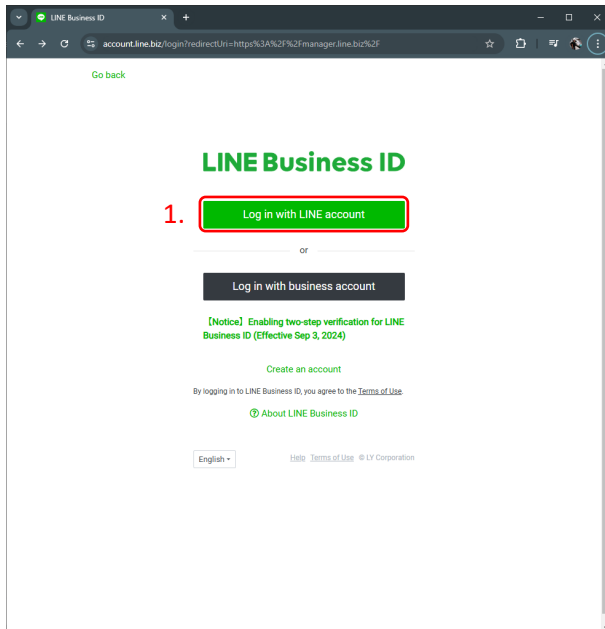 LINE Business ID
account.line.biz/login?redirectUri=https%3A%2F%2Fmanager.line.biz%2F
Go back
LINE Business ID
1.
Log in with LINE account
or
Log in with business account
【Notice】Enabling two-step verification for LINE
Business ID (Effective Sep 3, 2024)
Create an account
By logging in to LINE Business ID, you agree to the Terms of Use.
About LINE Business ID
English
Help Terms of Use © LY Corporation